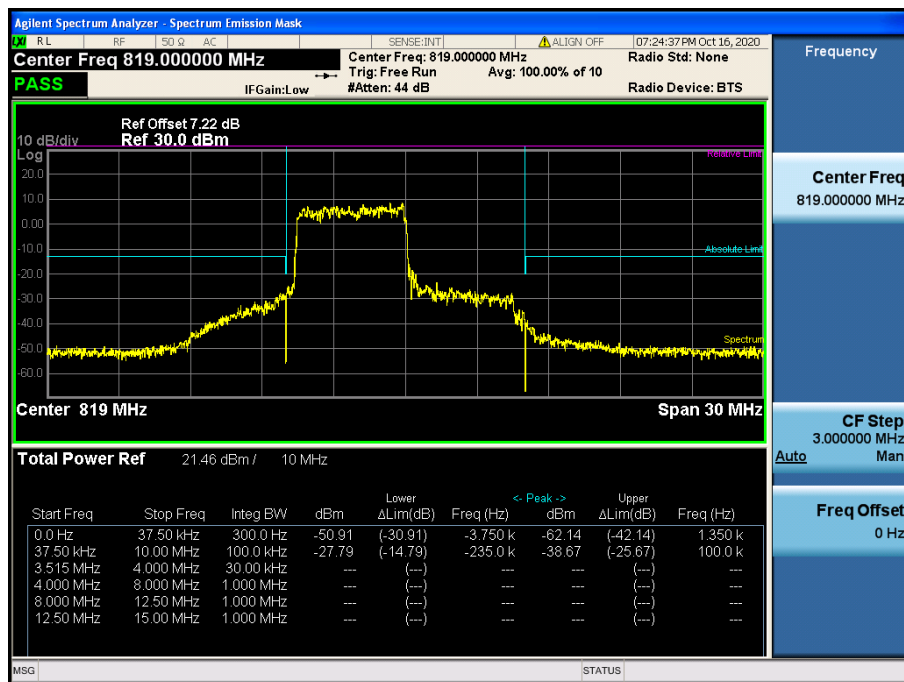 Agilent Spectrum Analyzer - Spectrum Emission Mask
LXI RL RF 50 Ω AC SENSE:INT ALIGN OFF 07:24:37PM Oct 16, 2020
Center Freq 819.000000 MHz
Center Freq: 819.000000 MHz Radio Std: None
Trig: Free Run Avg: 100.00% of 10
PASS IFGain:Low #Atten: 44 dB Radio Device: BTS
Ref Offset 7.22 dB
10 dB/div Ref 30.0 dBm
Log
Relative Limit
20.0
10.0
0.00
-10.0
Absolute Limit
-20.0
-30.0
-40.0
Spectrum
-50.0
-60.0
Center 819 MHz Span 30 MHz
Total Power Ref 21.46 dBm / 10 MHz
Lower <- Peak -> Upper
Start Freq Stop Freq Integ BW dBm ΔLim(dB) Freq (Hz) dBm ΔLim(dB) Freq (Hz)
0.0 Hz 37.50 kHz 300.0 Hz -50.91 (-30.91) -3.750 k -62.14 (-42.14) 1.350 k
37.50 kHz 10.00 MHz 100.0 kHz -27.79 (-14.79) -235.0 k -38.67 (-25.67) 100.0 k
3.515 MHz 4.000 MHz 30.00 kHz --- (---) --- --- (---) ---
4.000 MHz 8.000 MHz 1.000 MHz --- (---) --- --- (---) ---
8.000 MHz 12.50 MHz 1.000 MHz --- (---) --- --- (---) ---
12.50 MHz 15.00 MHz 1.000 MHz --- (---) --- --- (---) ---
MSG STATUS
Frequency
Center Freq
819.000000 MHz
CF Step
3.000000 MHz
Auto Man
Freq Offset
0 Hz